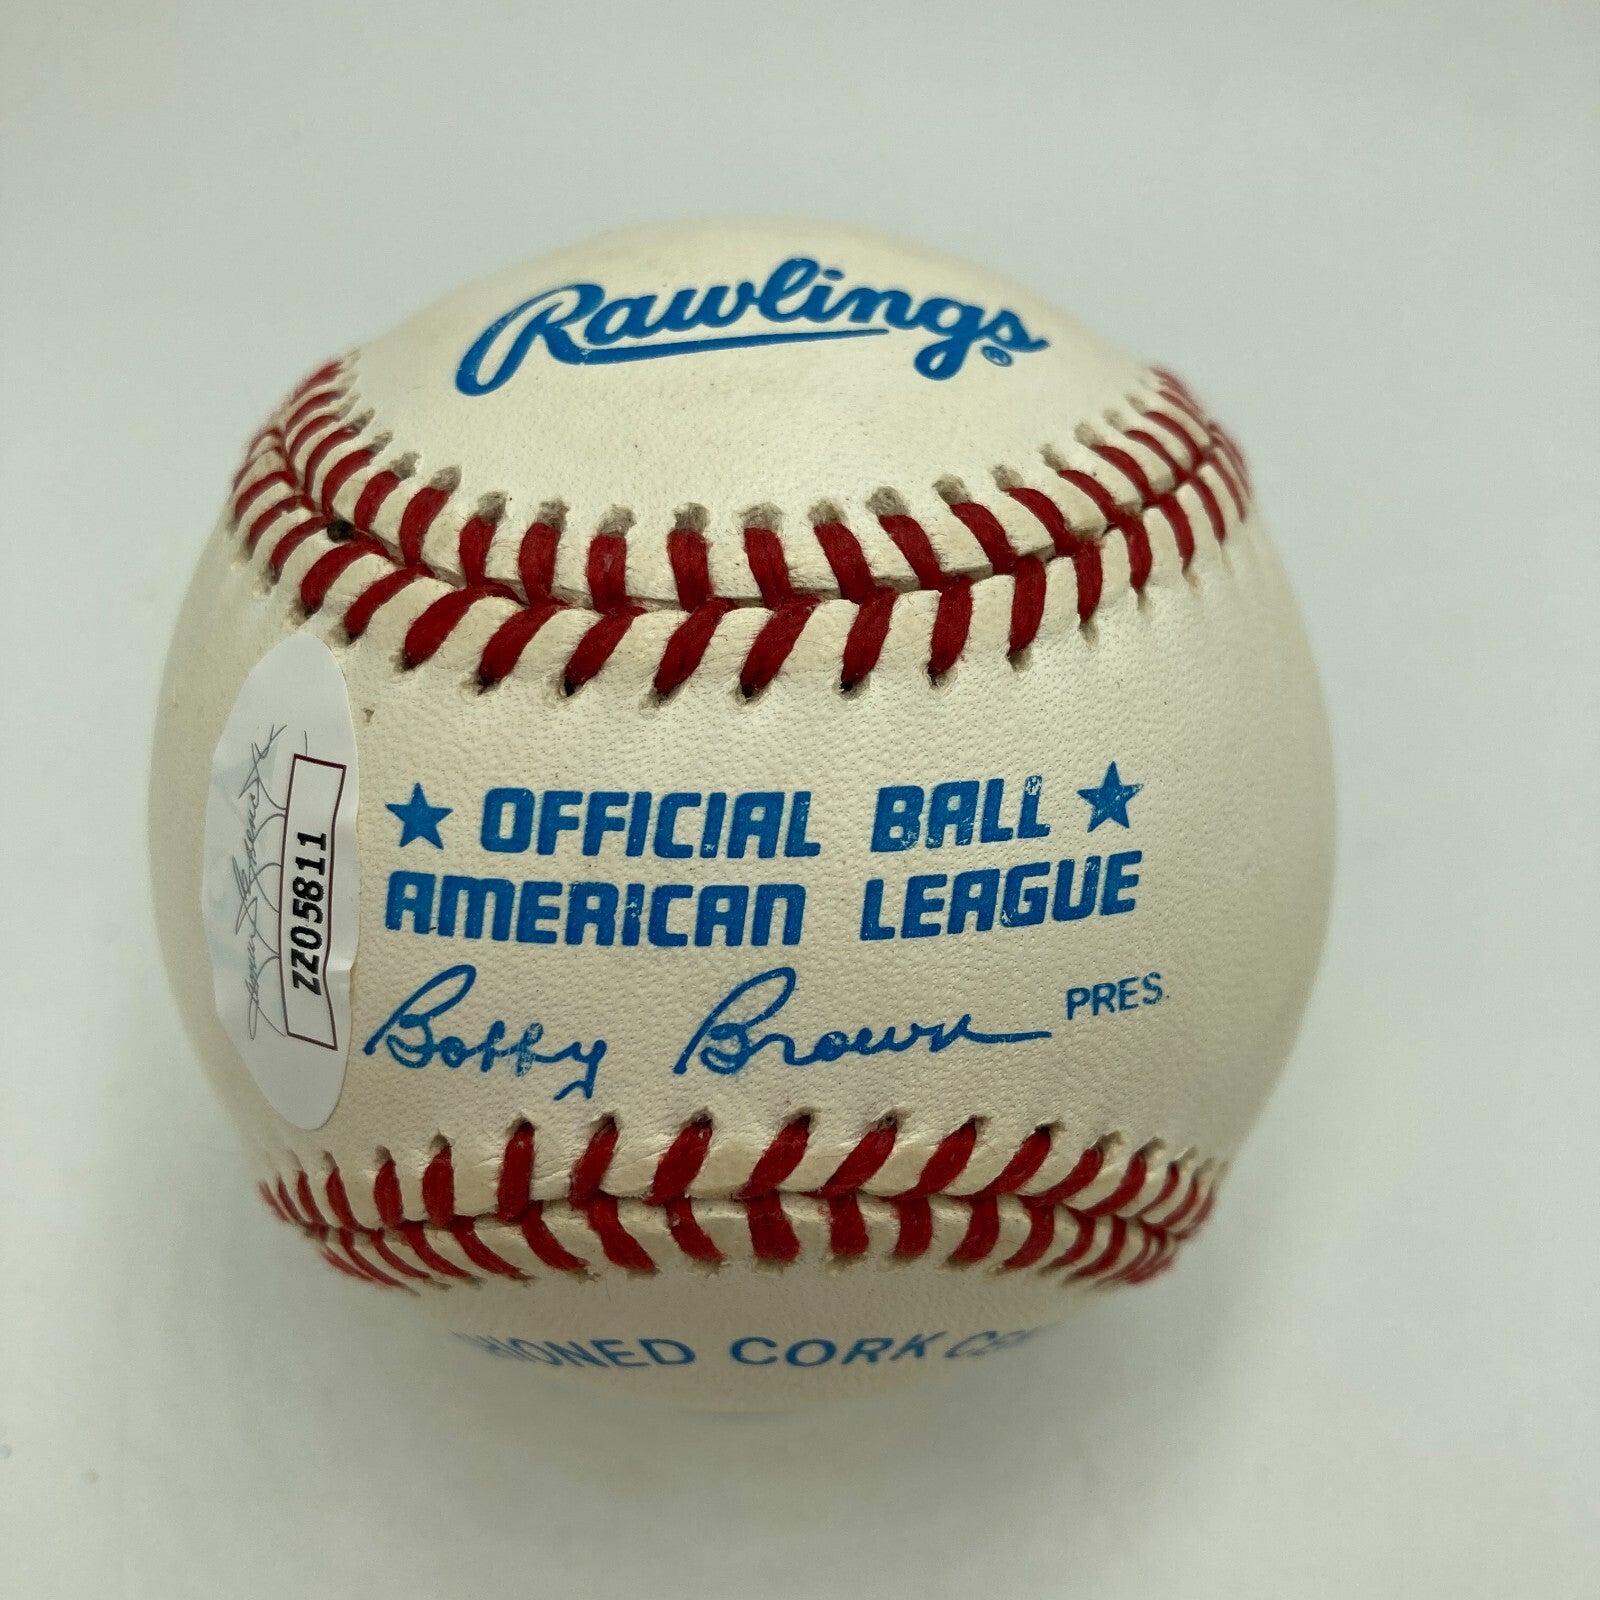 Rawlings®
★ OFFICIAL BALL ★
AMERICAN LEAGUE
Bobby Brown PRES.
ZZ05811
CORK